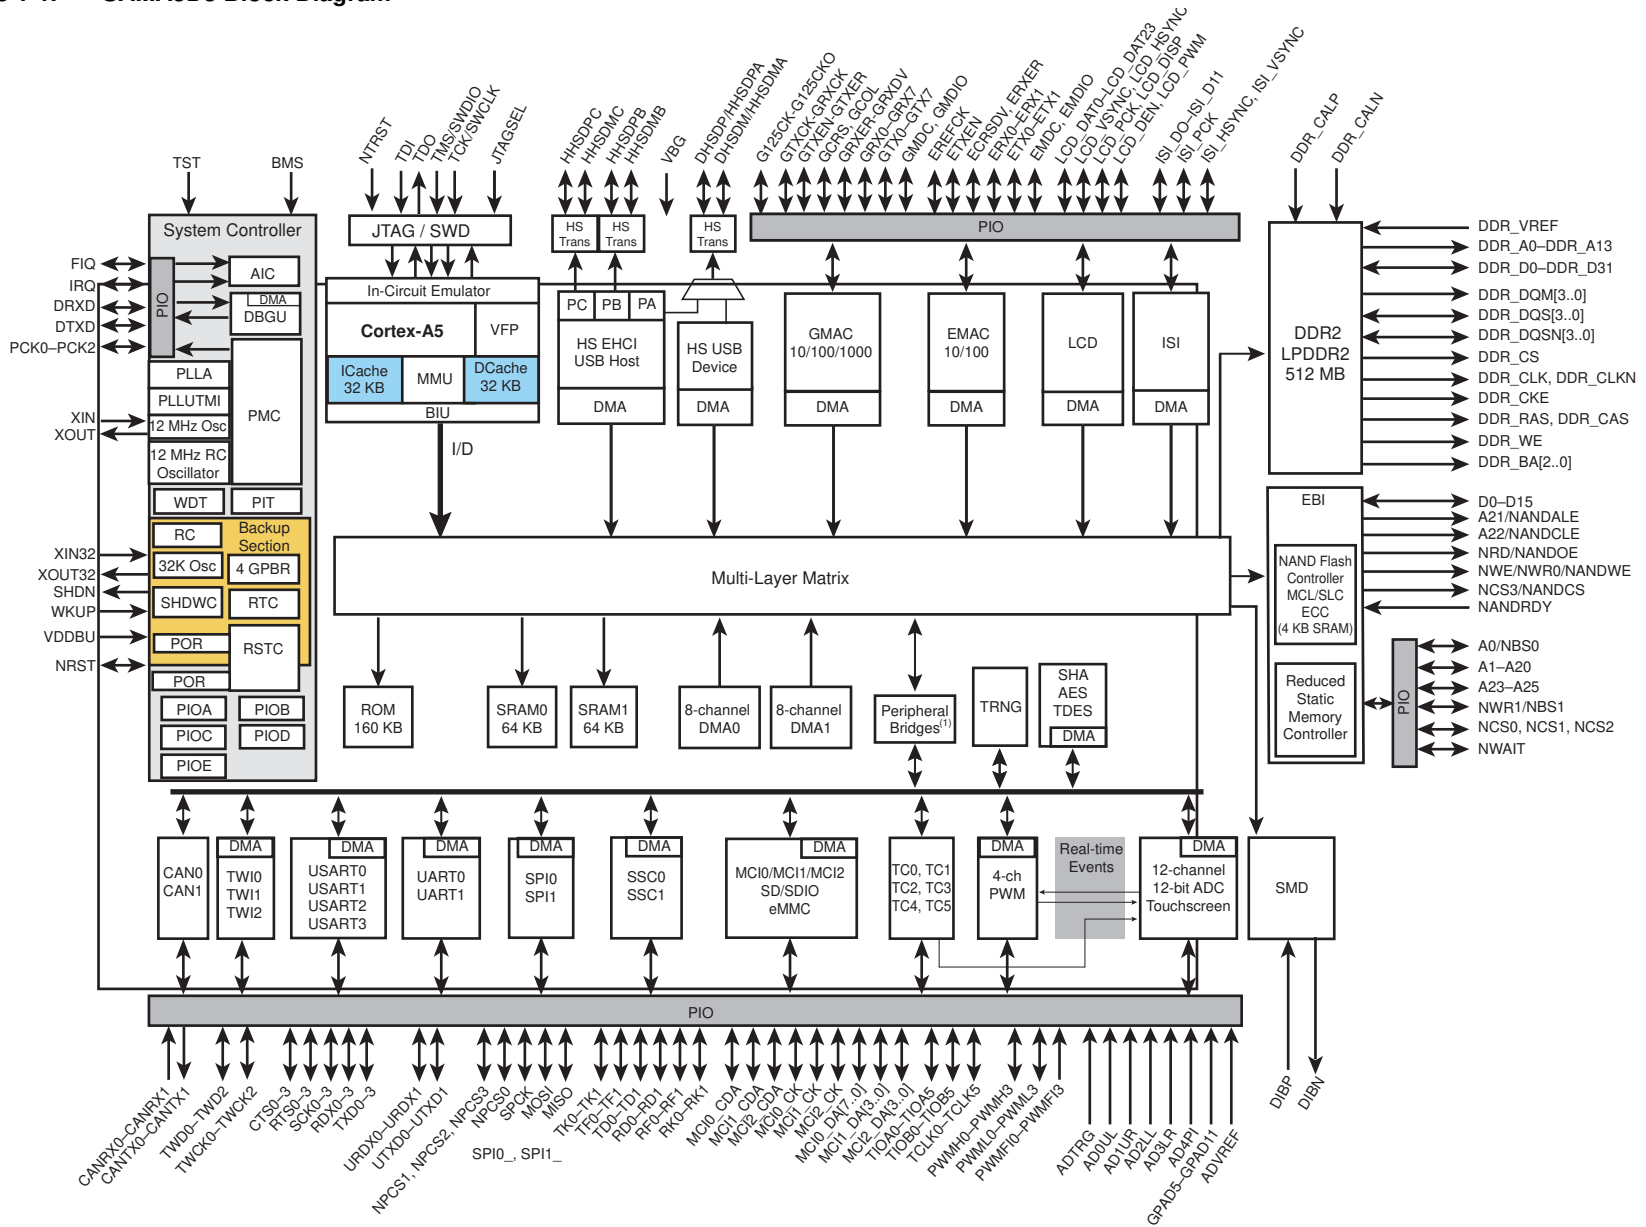 SAMA5D3 Block Diagram
NTRST
TDI
TDO
TMS/SWDIO
TCK/SWCLK
JTAGSEL
HHSDPC
HHSDMC
HHSDPB
HHSDMB
VBG
DHSDP/HHSDPA
DHSDM/HHSDMA
G125CK-G125CKO
GTXCK-GRXCK
GTXEN-GTXER
GCRS, GCOL
GRXER-GRXDV
GRX0-GRX7
GTX0-GTX7
GMDC, GMDIO
EREFCK
ETXEN
ECRSDV, ERXER
ERX0-ERX1
ETX0-ETX1
EMDC, EMDIO
LCD_DAT0-LCD_DAT23
LCD_VSYNC, LCD_HSYNC
LCD_PCK, LCD_DISP
LCD_DEN, LCD_PWM
ISI_DO-ISI_D11
ISI_PCK
ISI_HSYNC, ISI_VSYNC
DDR_CALP
DDR_CALN
TST
BMS
System Controller
FIQ
IRQ
DRXD
DTXD
PCK0–PCK2
PIO
AIC
DMA
DBGU
PLLA
PLLUTMI
12 MHz Osc
12 MHz RC
Oscillator
PMC
XIN
XOUT
WDT
PIT
Backup
Section
RC
32K Osc
4 GPBR
SHDWC
RTC
POR
RSTC
POR
XIN32
XOUT32
SHDN
WKUP
VDDBU
NRST
PIOA
PIOB
PIOC
PIOD
PIOE
JTAG / SWD
In-Circuit Emulator
Cortex-A5
VFP
ICache
32 KB
MMU
DCache
32 KB
BIU
I/D
HS
Trans
HS
Trans
HS
Trans
PC
PB
PA
HS EHCI
USB Host
DMA
HS USB
Device
DMA
PIO
GMAC
10/100/1000
DMA
EMAC
10/100
DMA
LCD
DMA
ISI
DMA
DDR2
LPDDR2
512 MB
DDR_VREF
DDR_A0–DDR_A13
DDR_D0–DDR_D31
DDR_DQM[3..0]
DDR_DQS[3..0]
DDR_DQSN[3..0]
DDR_CS
DDR_CLK, DDR_CLKN
DDR_CKE
DDR_RAS, DDR_CAS
DDR_WE
DDR_BA[2..0]
EBI
NAND Flash
Controller
MCL/SLC
ECC
(4 KB SRAM)
Reduced
Static
Memory
Controller
PIO
D0–D15
A21/NANDALE
A22/NANDCLE
NRD/NANDOE
NWE/NWR0/NANDWE
NCS3/NANDCS
NANDRDY
A0/NBS0
A1–A20
A23–A25
NWR1/NBS1
NCS0, NCS1, NCS2
NWAIT
Multi-Layer Matrix
ROM
160 KB
SRAM0
64 KB
SRAM1
64 KB
8-channel
DMA0
8-channel
DMA1
Peripheral
Bridges(1)
TRNG
SHA
AES
TDES
DMA
CAN0
CAN1
DMA
TWI0
TWI1
TWI2
DMA
USART0
USART1
USART2
USART3
DMA
UART0
UART1
DMA
SPI0
SPI1
DMA
SSC0
SSC1
DMA
MCI0/MCI1/MCI2
SD/SDIO
eMMC
TC0, TC1
TC2, TC3
TC4, TC5
DMA
4-ch
PWM
Real-time
Events
DMA
12-channel
12-bit ADC
Touchscreen
SMD
PIO
CANRX0-CANRX1
CANTX0-CANTX1
TWD0-TWD2
TWCK0-TWCK2
CTS0-3
RTS0-3
SCK0-3
RDX0-3
TXD0-3
URDX0-URDX1
UTXD0-UTXD1
NPCS1, NPCS2, NPCS3
NPCS0
SPCK
MOSI
MISO
SPI0_, SPI1_
TK0-TK1
TF0-TF1
TD0-TD1
RD0-RD1
RF0-RF1
RK0-RK1
MCI0_CDA
MCI1_CDA
MCI2_CDA
MCI0_CK
MCI1_CK
MCI2_CK
MCI0_DA[7..0]
MCI1_DA[3..0]
MCI2_DA[3..0]
TIOA0-TIOA5
TIOB0-TIOB5
TCLK0-TCLK5
PWMH0-PWMH3
PWML0-PWML3
PWMFI0-PWMFI3
ADTRG
AD0UL
AD1UR
AD2LL
AD3LR
AD4PI
GPAD5-GPAD11
ADVREF
DIBP
DIBN